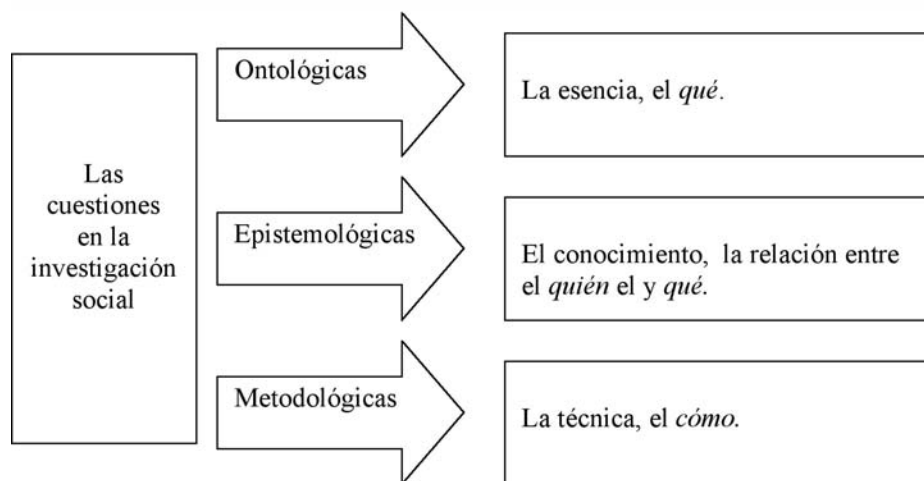 Las
cuestiones
en la
investigación
social
Ontológicas
La esencia, el qué.
Epistemológicas
El conocimiento, la relación entre
el quién el y qué.
Metodológicas
La técnica, el cómo.